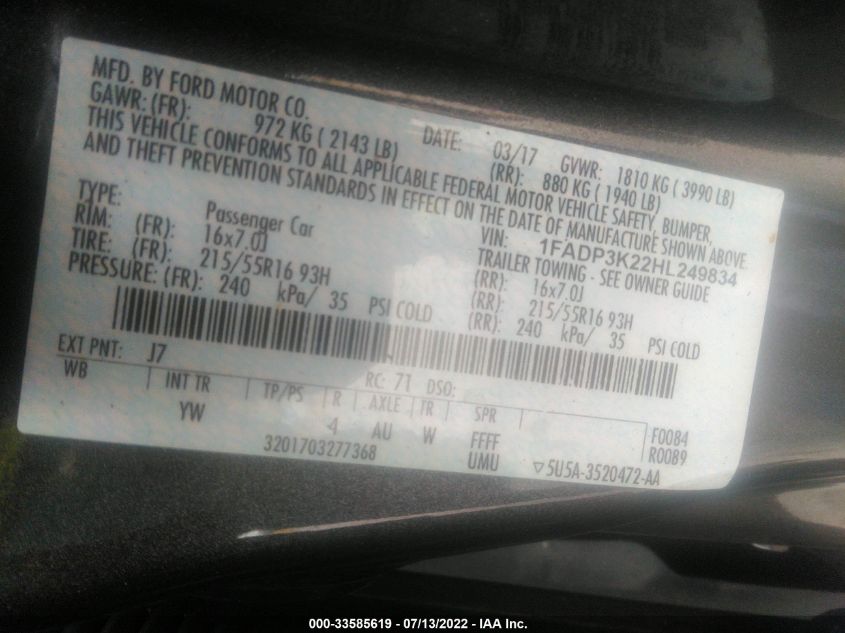 MFD. BY FORD MOTOR CO.
DATE: 03/17 GVWR: 1810 KG ( 3990 LB)
GAWR: (FR): 972 KG ( 2143 LB) (RR): 880 KG ( 1940 LB)
THIS VEHICLE CONFORMS TO ALL APPLICABLE FEDERAL MOTOR VEHICLE SAFETY, BUMPER,
AND THEFT PREVENTION STANDARDS IN EFFECT ON THE DATE OF MANUFACTURE SHOWN ABOVE.
VIN: 1FADP3K22HL249834
TYPE: Passenger Car TRAILER TOWING - SEE OWNER GUIDE
RIM: (FR): 16x7.0J (RR): 16x7.0J
TIRE: (FR): 215/55R16 93H (RR): 215/55R16 93H
PRESSURE: (FR): 240 kPa/ 35 PSI COLD (RR): 240 kPa/ 35 PSI COLD
EXT PNT: J7 RC: 71 DSO:
WB INT TR TP/PS R AXLE TR SPR F0084
YW 4 AU W FFFF R0089
3201703277368 UMU ▽5U5A-3520472-AA
000-33585619 - 07/13/2022 - IAA Inc.